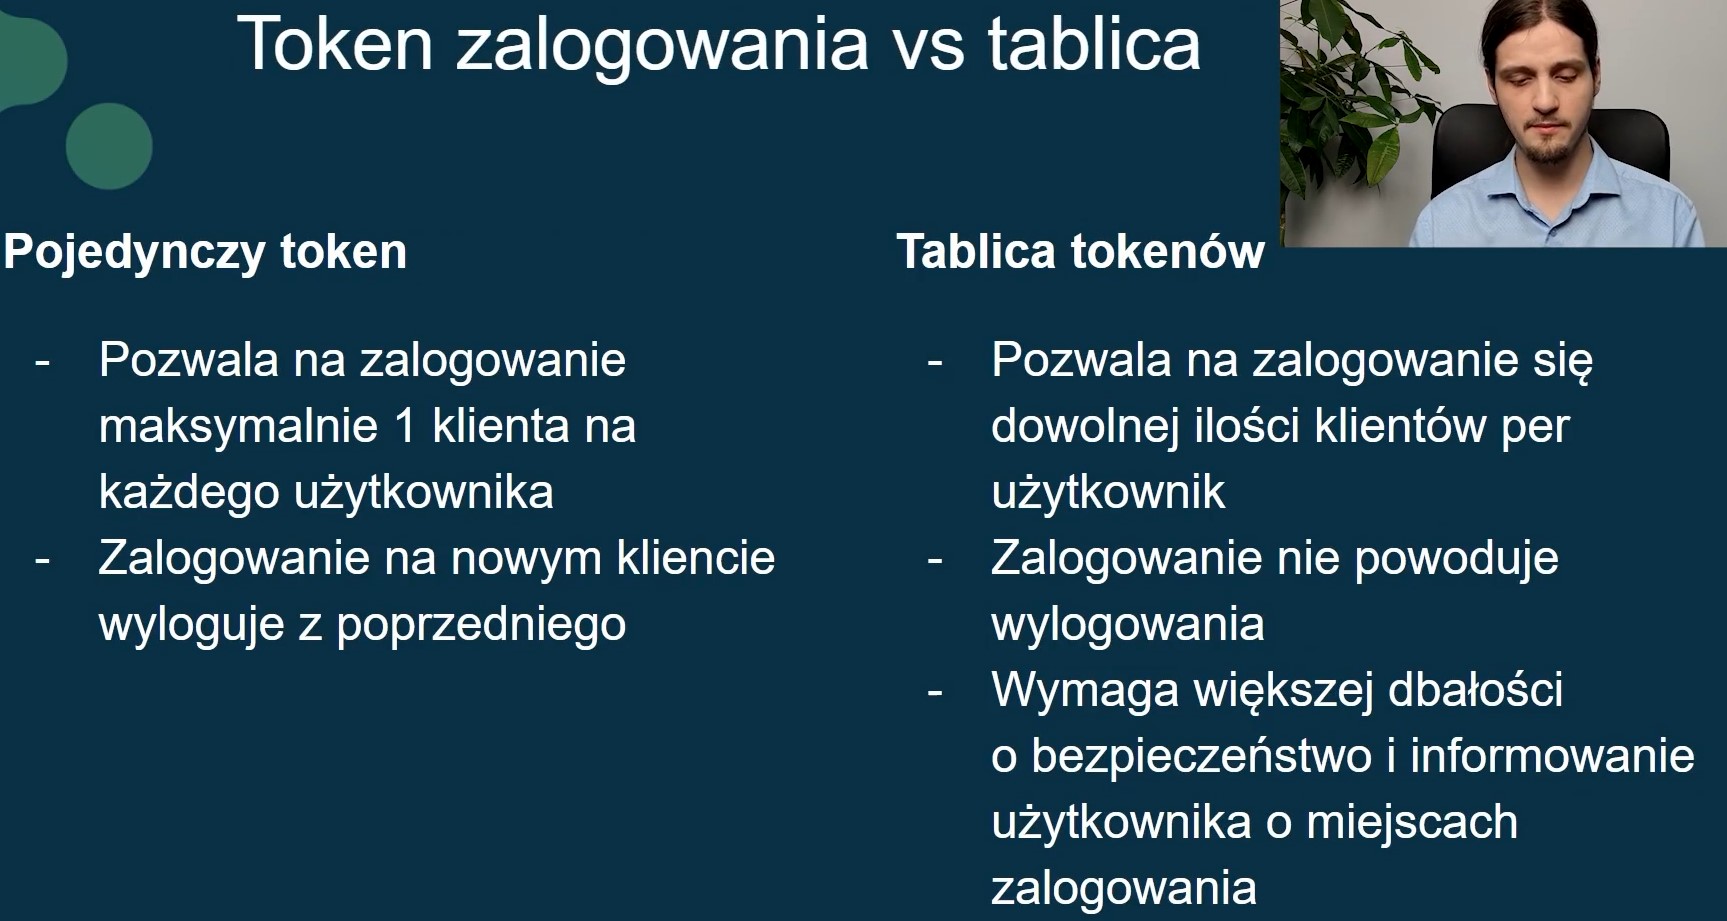 Token zalogowania vs tablica
Pojedynczy token
- Pozwala na zalogowanie
maksymalnie 1 klienta na
każdego użytkownika
- Zalogowanie na nowym kliencie
wyloguje z poprzedniego
Tablica tokenów
- Pozwala na zalogowanie się
dowolnej ilości klientów per
użytkownik
- Zalogowanie nie powoduje
wylogowania
- Wymaga większej dbałości
o bezpieczeństwo i informowanie
użytkownika o miejscach
zalogowania